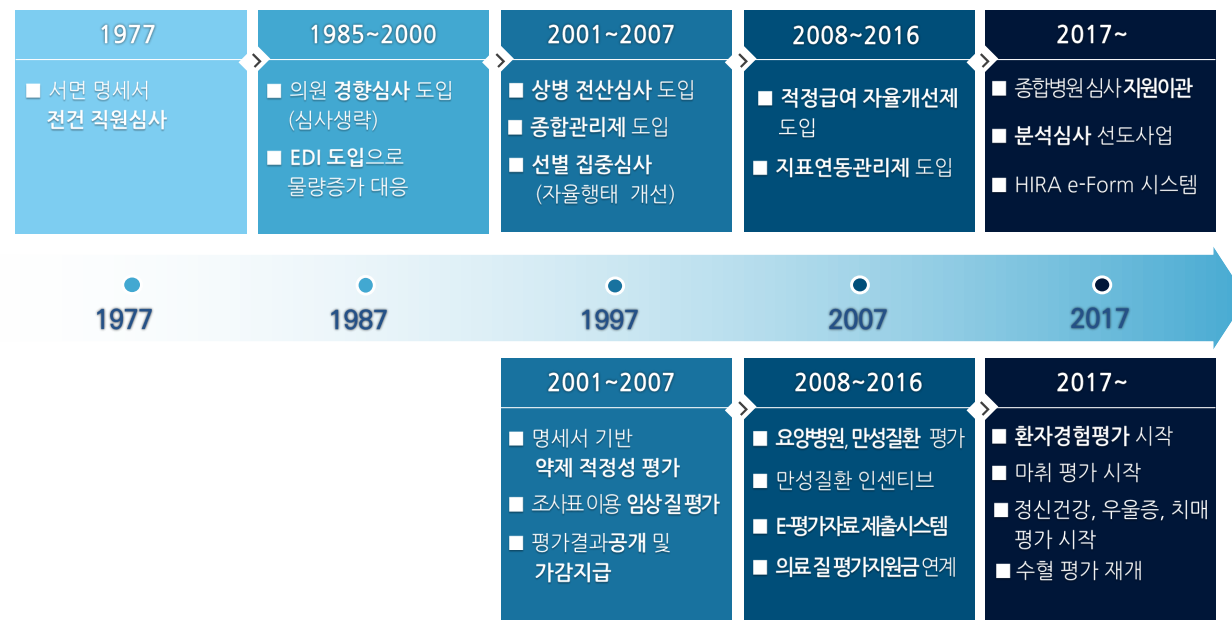 1977
■ 서면 명세서
전건 직원심사
1985~2000
■ 의원 경향심사 도입
(심사생략)
■ EDI 도입으로
물량증가 대응
2001~2007
■ 상병 전산심사 도입
■ 종합관리제 도입
■ 선별 집중심사
(자율행태 개선)
2008~2016
■ 적정급여 자율개선제
도입
■ 지표연동관리제 도입
2017~
■ 종합병원 심사 지원이관
■ 분석심사 선도사업
■ HIRA e-Form 시스템
1977
1987
1997
2007
2017
2001~2007
■ 명세서 기반
약제 적정성 평가
■ 조사표 이용 임상 질 평가
■ 평가결과공개 및
가감지급
2008~2016
■ 요양병원, 만성질환 평가
■ 만성질환 인센티브
■ E-평가자료 제출시스템
■ 의료 질 평가지원금 연계
2017~
■ 환자경험평가 시작
■ 마취 평가 시작
■ 정신건강, 우울증, 치매
평가 시작
■ 수혈 평가 재개